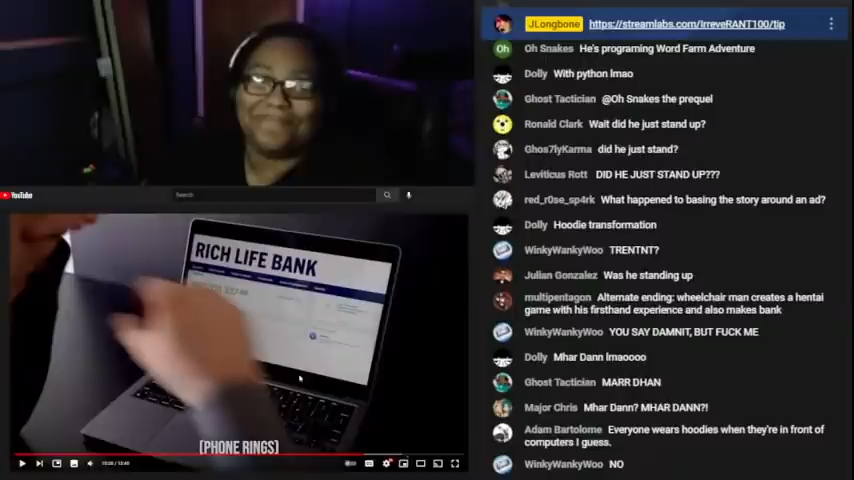 JLongbone https://streamlabs.com/IrreveRANT100/tip
Oh Oh Snakes He's programing Word Farm Adventure
Dolly With python lmao
Ghost Tactician @Oh Snakes the prequel
Ronald Clark Wait did he just stand up?
Ghos7lyKarma did he just stand?
Leviticus Rott DID HE JUST STAND UP???
red_r0se_sp4rk What happened to basing the story around an ad?
Dolly Hoodie transformation
WinkyWankyWoo TRENTNT?
Julian Gonzalez Was he standing up
multipentagon Alternate ending: wheelchair man creates a hentai
game with his firsthand experience and also makes bank
WinkyWankyWoo YOU SAY DAMNIT, BUT FUCK ME
Dolly Mhar Dann lmaoooo
Ghost Tactician MARR DHAN
Major Chris Mhar Dann? MHAR DANN?!
Adam Bartolome Everyone wears hoodies when they're in front of
computers I guess.
WinkyWankyWoo NO
YouTube
Search
RICH LIFE BANK
[PHONE RINGS]